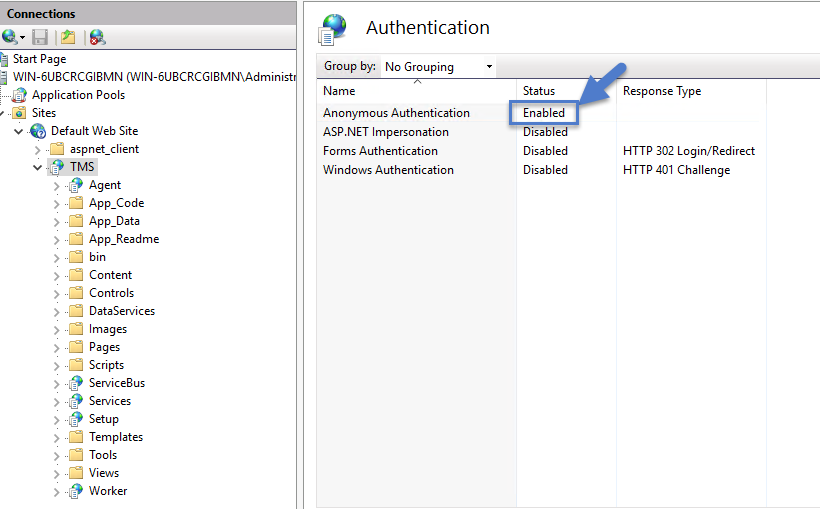 Connections
Start Page
WIN-6UBCRCGIBMN (WIN-6UBCRCGIBMN\Administr
Application Pools
Sites
Default Web Site
aspnet_client
TMS
Agent
App_Code
App_Data
App_Readme
bin
Content
Controls
DataServices
Images
Pages
Scripts
ServiceBus
Services
Setup
Templates
Tools
Views
Worker
Authentication
Group by: No Grouping
Name Status Response Type
Anonymous Authentication Enabled
ASP.NET Impersonation Disabled
Forms Authentication Disabled HTTP 302 Login/Redirect
Windows Authentication Disabled HTTP 401 Challenge